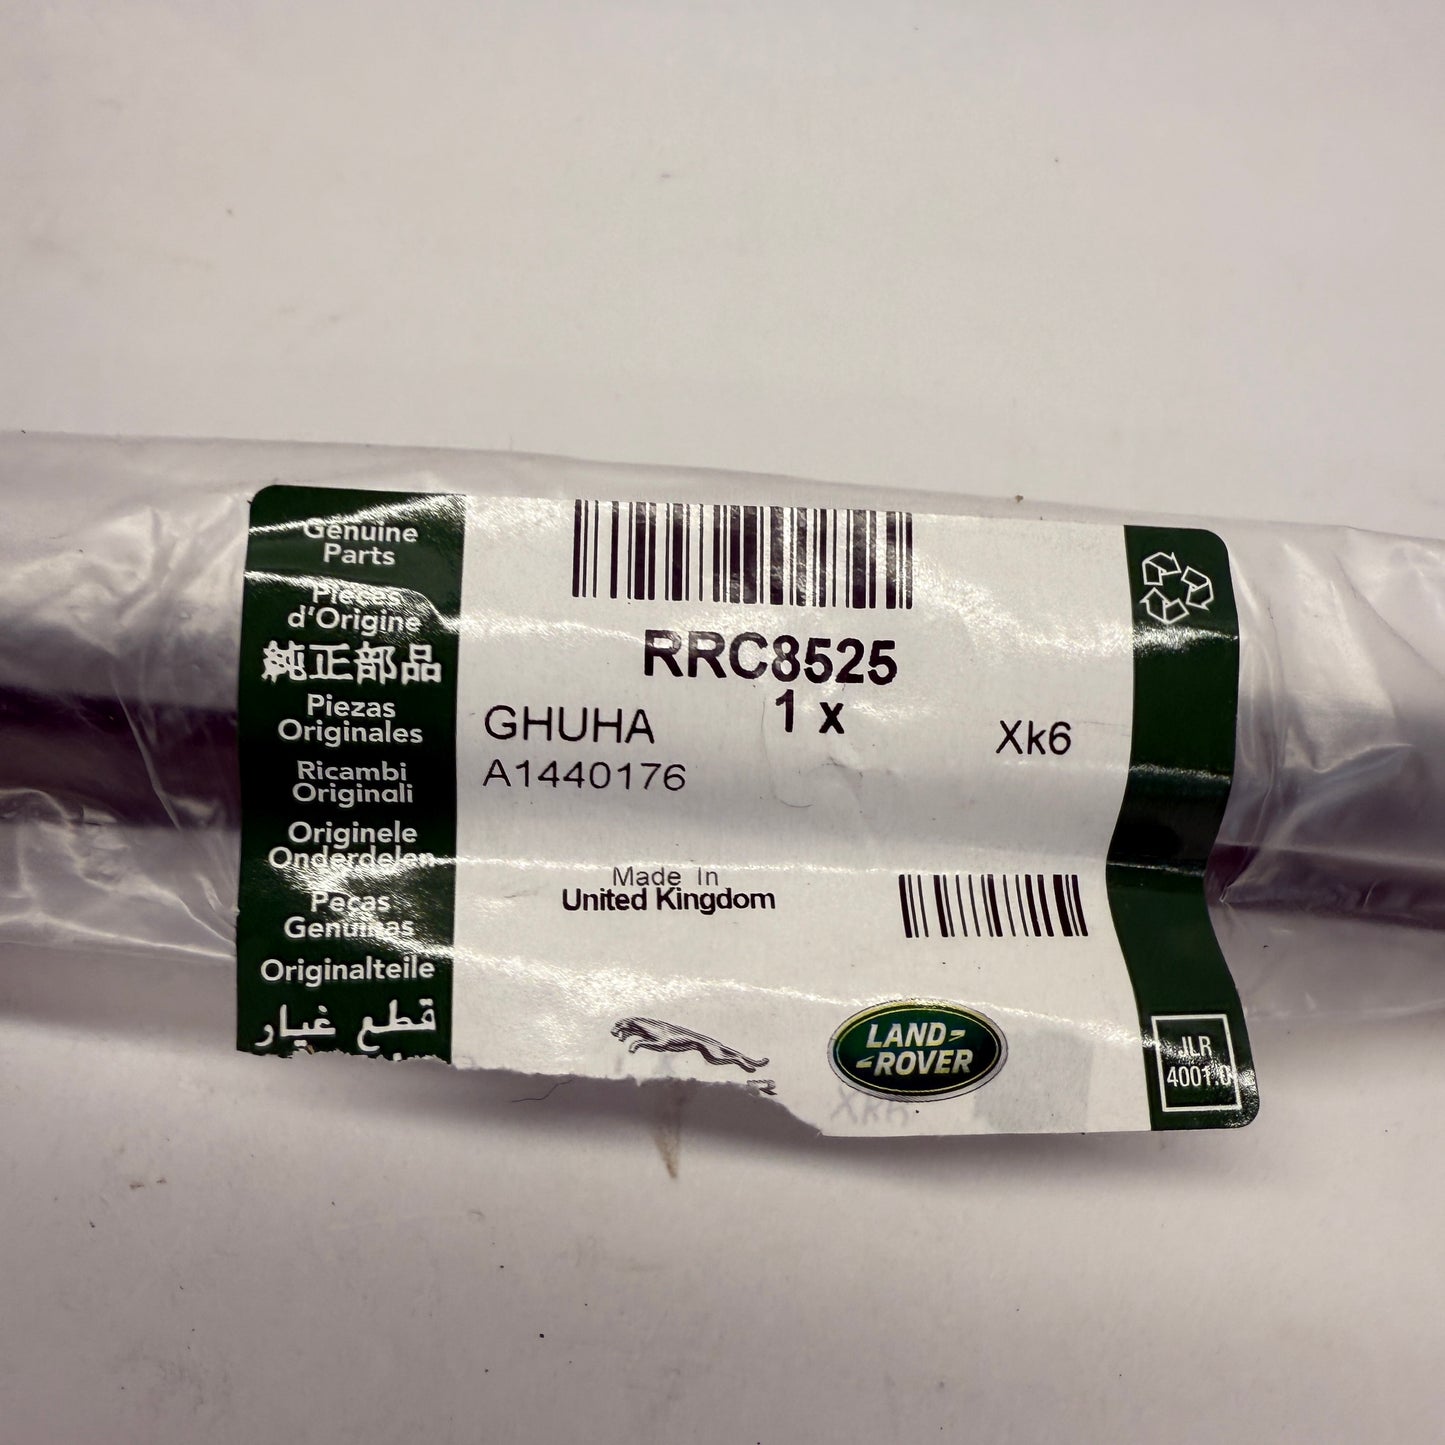 Genuine
Parts
Pièces
d'Origine
純正部品
Piezas
Originales
Ricambi
Originali
Originele
Onderdelen
Peças
Genuínas
Originalteile
قطع غيار
RRC8525
1 x
GHUHA
Xk6
A1440176
Made In
United Kingdom
LAND-
-ROVER
Xk6
JLR
4001.0